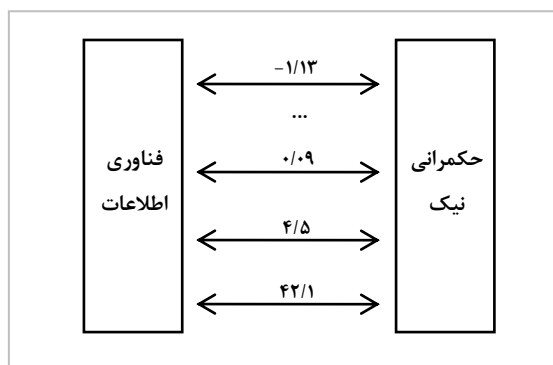 حکمرانی
نیک
−۱/۱۳
...
۰/۰۹
۴/۵
۴۲/۱
فناوری
اطلاعات